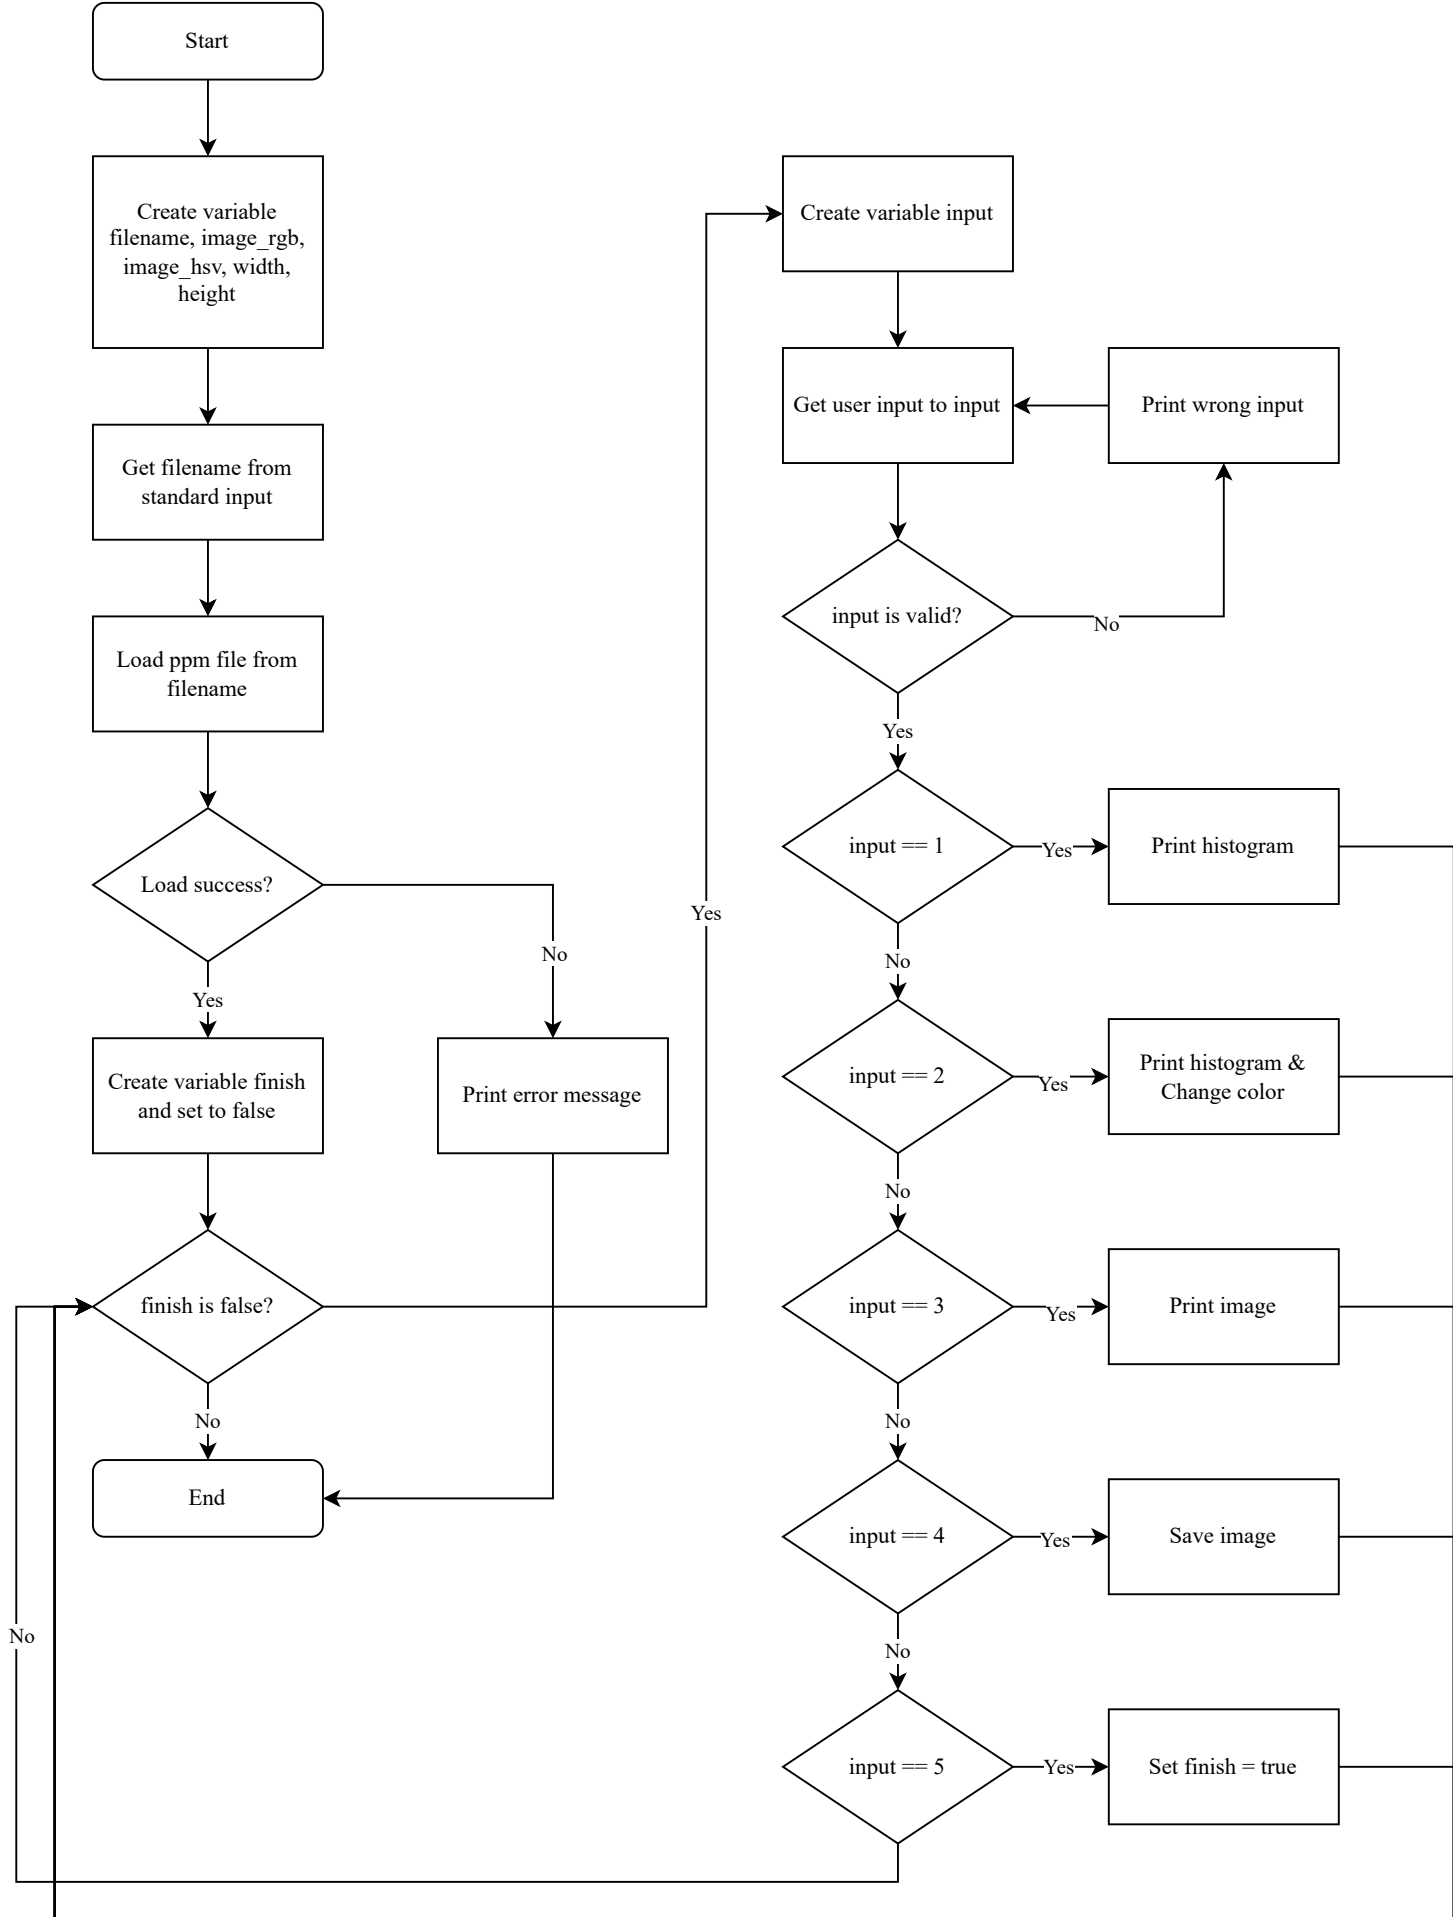 Start
Create variable
filename, image_rgb,
image_hsv, width,
height
Get filename from
standard input
Load ppm file from
filename
Load success?
No
Yes
Create variable finish
and set to false
Print error message
finish is false?
Yes
No
End
No
Create variable input
Get user input to input
Print wrong input
input is valid?
No
Yes
input == 1
Yes
Print histogram
No
input == 2
Yes
Print histogram &
Change color
No
input == 3
Yes
Print image
No
input == 4
Yes
Save image
No
input == 5
Yes
Set finish = true